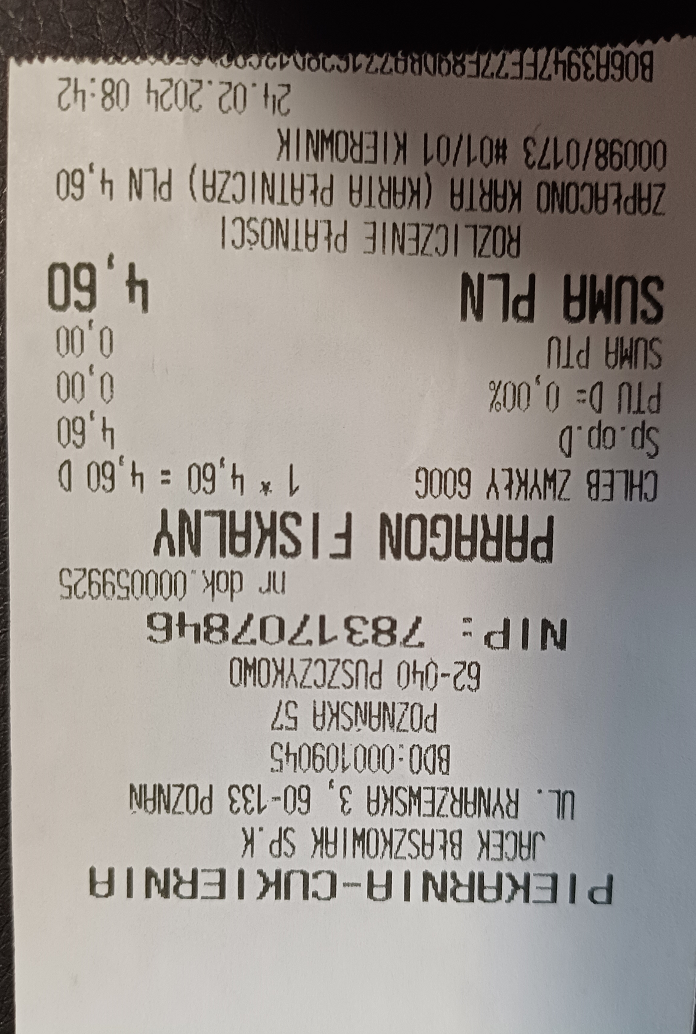 PIEKARNIA-CUKIERNIA
JACEK BŁASZKOWIAK SP.K
UL. RYNARZEWSKA 3, 60-133 POZNAŃ
BDO:000109045
POZNAŃSKA 57
62-040 PUSZCZYKOWO
NIP: 7831707846
nr dok.000059925
PARAGON FISKALNY
CHLEB ZWYKŁY 600G 1 * 4,60 = 4,60 D
Sp.op.D 4,60
PTU D= 0,00% 0,00
SUMA PTU 0,00
SUMA PLN 4,60
ROZLICZENIE PŁATNOŚCI
ZAPŁACONO KARTA (KARTA PŁATNICZA) PLN 4,60
00098/0173 #01/01 KIEROWNIK
24.02.2024 08:42